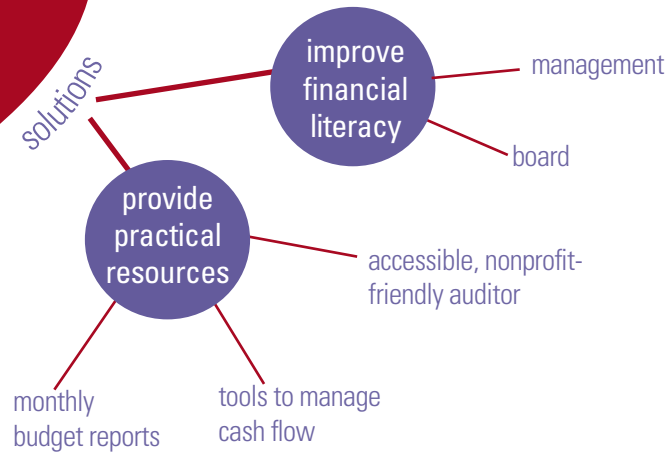 solutions
improve
financial
literacy
management
board
provide
practical
resources
accessible, nonprofit-
friendly auditor
monthly
budget reports
tools to manage
cash flow